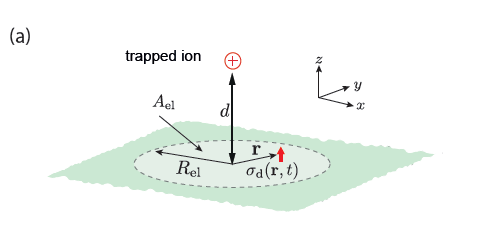 (a)
trapped ion
+
z
y
x
A_el
d
r
R_el
σ_d(r, t)